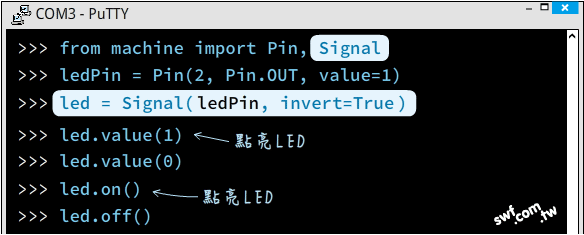 COM3 - PuTTY
>>> from machine import Pin, Signal
>>> ledPin = Pin(2, Pin.OUT, value=1)
>>> led = Signal(ledPin, invert=True)
>>> led.value(1) 點亮LED
>>> led.value(0)
>>> led.on() 點亮LED
>>> led.off()
swf.com.tw